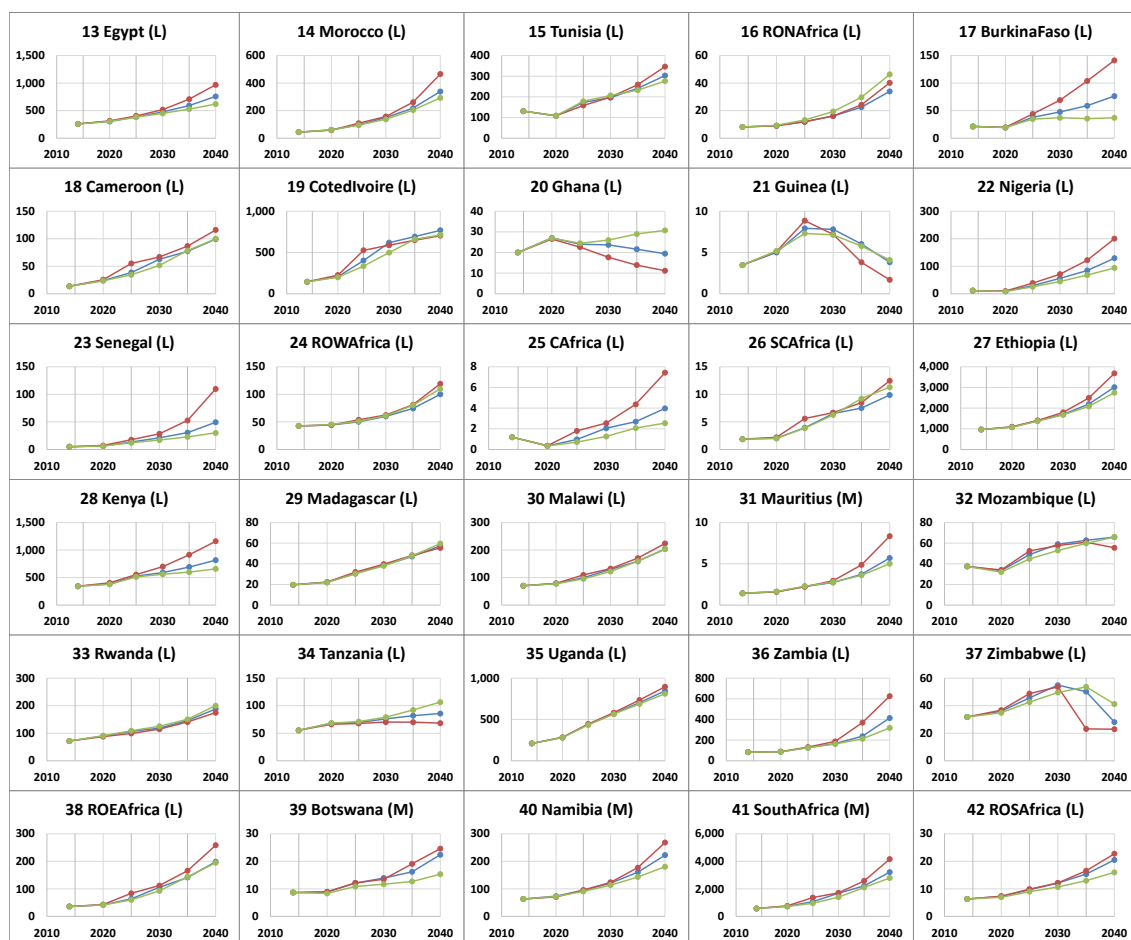 13 Egypt (L)
1,500
1,000
500
0
2010 2020 2030 2040
14 Morocco (L)
600
400
200
0
2010 2020 2030 2040
15 Tunisia (L)
400
300
200
100
0
2010 2020 2030 2040
16 RONAfrica (L)
60
40
20
0
2010 2020 2030 2040
17 BurkinaFaso (L)
150
100
50
0
2010 2020 2030 2040
18 Cameroon (L)
150
100
50
0
2010 2020 2030 2040
19 CotedIvoire (L)
1,000
500
0
2010 2020 2030 2040
20 Ghana (L)
40
30
20
10
0
2010 2020 2030 2040
21 Guinea (L)
10
5
0
2010 2020 2030 2040
22 Nigeria (L)
300
200
100
0
2010 2020 2030 2040
23 Senegal (L)
150
100
50
0
2010 2020 2030 2040
24 ROWAfrica (L)
150
100
50
0
2010 2020 2030 2040
25 CAfrica (L)
8
6
4
2
0
2010 2020 2030 2040
26 SCAfrica (L)
15
10
5
0
2010 2020 2030 2040
27 Ethiopia (L)
4,000
3,000
2,000
1,000
0
2010 2020 2030 2040
28 Kenya (L)
1,500
1,000
500
0
2010 2020 2030 2040
29 Madagascar (L)
80
60
40
20
0
2010 2020 2030 2040
30 Malawi (L)
300
200
100
0
2010 2020 2030 2040
31 Mauritius (M)
10
5
0
2010 2020 2030 2040
32 Mozambique (L)
80
60
40
20
0
2010 2020 2030 2040
33 Rwanda (L)
300
200
100
0
2010 2020 2030 2040
34 Tanzania (L)
150
100
50
0
2010 2020 2030 2040
35 Uganda (L)
1,000
500
0
2010 2020 2030 2040
36 Zambia (L)
800
600
400
200
0
2010 2020 2030 2040
37 Zimbabwe (L)
60
40
20
0
2010 2020 2030 2040
38 ROEAfrica (L)
300
200
100
0
2010 2020 2030 2040
39 Botswana (M)
30
20
10
0
2010 2020 2030 2040
40 Namibia (M)
300
200
100
0
2010 2020 2030 2040
41 SouthAfrica (M)
6,000
4,000
2,000
0
2010 2020 2030 2040
42 ROSAfrica (L)
30
20
10
0
2010 2020 2030 2040